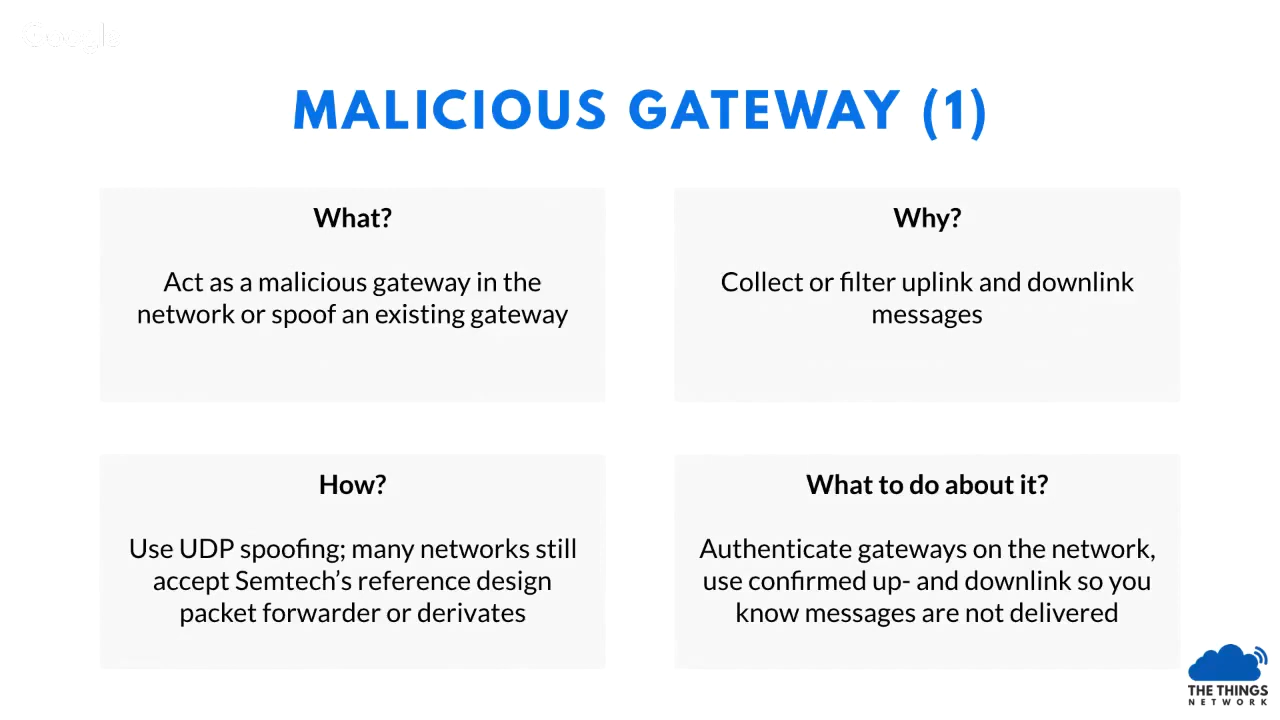 Google
MALICIOUS GATEWAY (1)
What?
Act as a malicious gateway in the
network or spoof an existing gateway
Why?
Collect or filter uplink and downlink
messages
How?
Use UDP spoofing; many networks still
accept Semtech’s reference design
packet forwarder or derivates
What to do about it?
Authenticate gateways on the network,
use confirmed up- and downlink so you
know messages are not delivered
THE THINGS
NETWORK